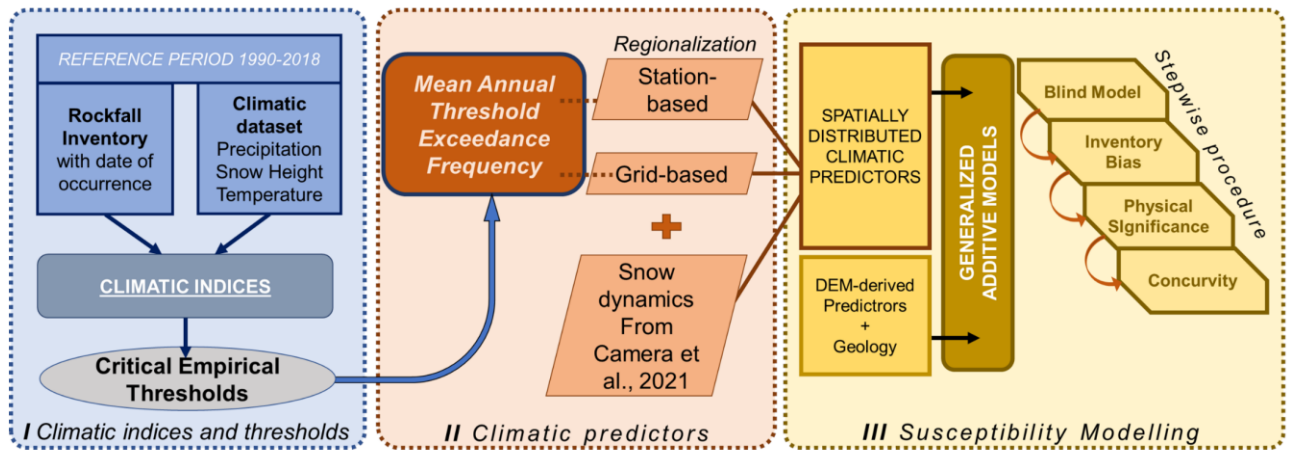 REFERENCE PERIOD 1990-2018
Rockfall
Inventory
with date of
occurrence
Climatic
dataset
Precipitation
Snow Height
Temperature
CLIMATIC INDICES
Critical Empirical
Thresholds
I Climatic indices and thresholds
Mean Annual
Threshold
Exceedance
Frequency
Regionalization
Station-
based
Grid-based
Snow
dynamics
From
Camera et
al., 2021
II Climatic predictors
SPATIALLY
DISTRIBUTED
CLIMATIC
PREDICTORS
DEM-derived
Predictrors
+
Geology
GENERALIZED
ADDITIVE MODELS
Blind Model
Inventory
Bias
Physical
SIgnificance
Concurvity
Stepwise procedure
III Susceptibility Modelling